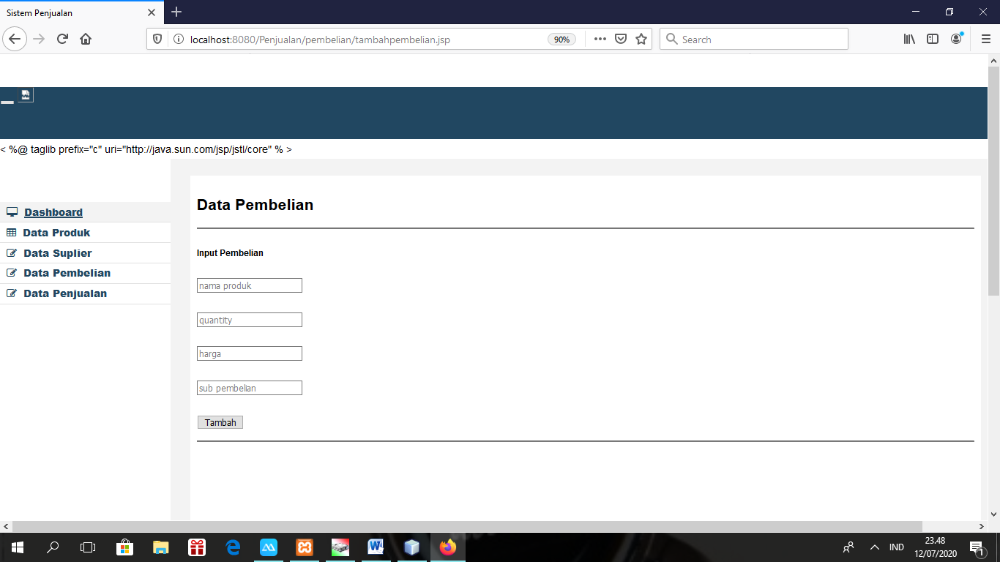 Sistem Penjualan
localhost:8080/Penjualan/pembelian/tambahpembelian.jsp
90%
Search
< %@ taglib prefix="c" uri="http://java.sun.com/jsp/jstl/core" % >
Dashboard
Data Produk
Data Suplier
Data Pembelian
Data Penjualan
Data Pembelian
Input Pembelian
nama produk
quantity
harga
sub pembelian
Tambah
IND
23.48
12/07/2020
1